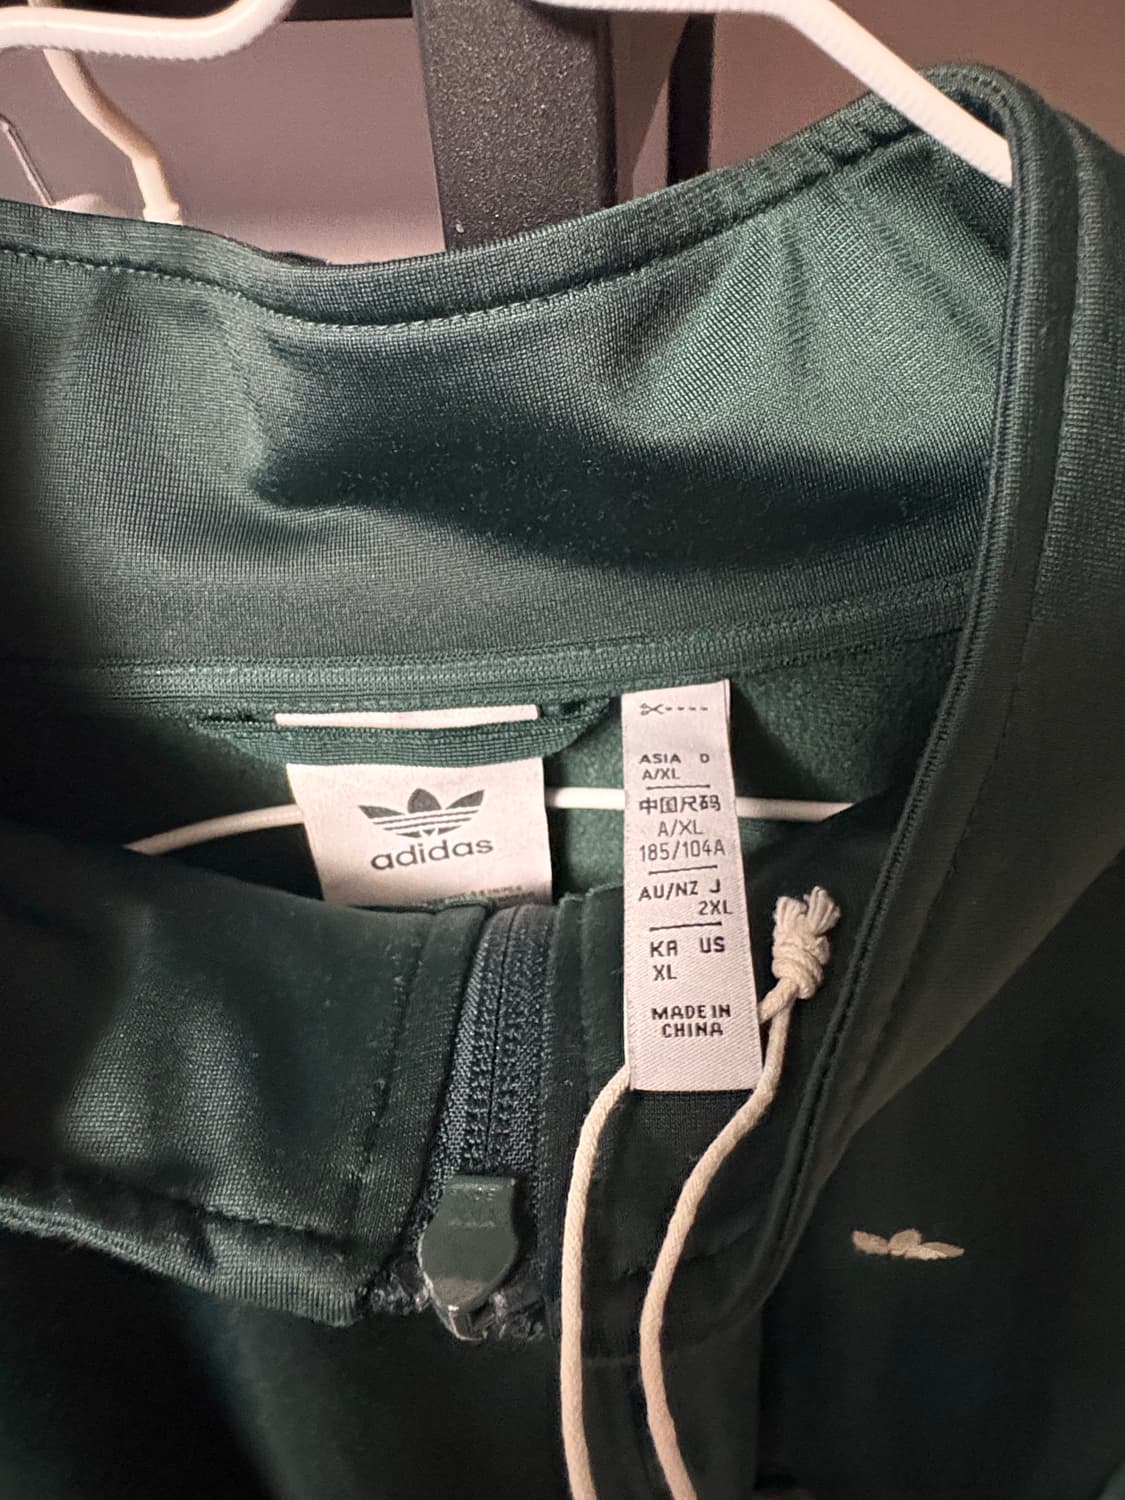 adidas
ASIA D
A/XL
中国尺码
A/XL
185/104A
AU/NZ J
2XL
KR US
XL
MADE IN
CHINA